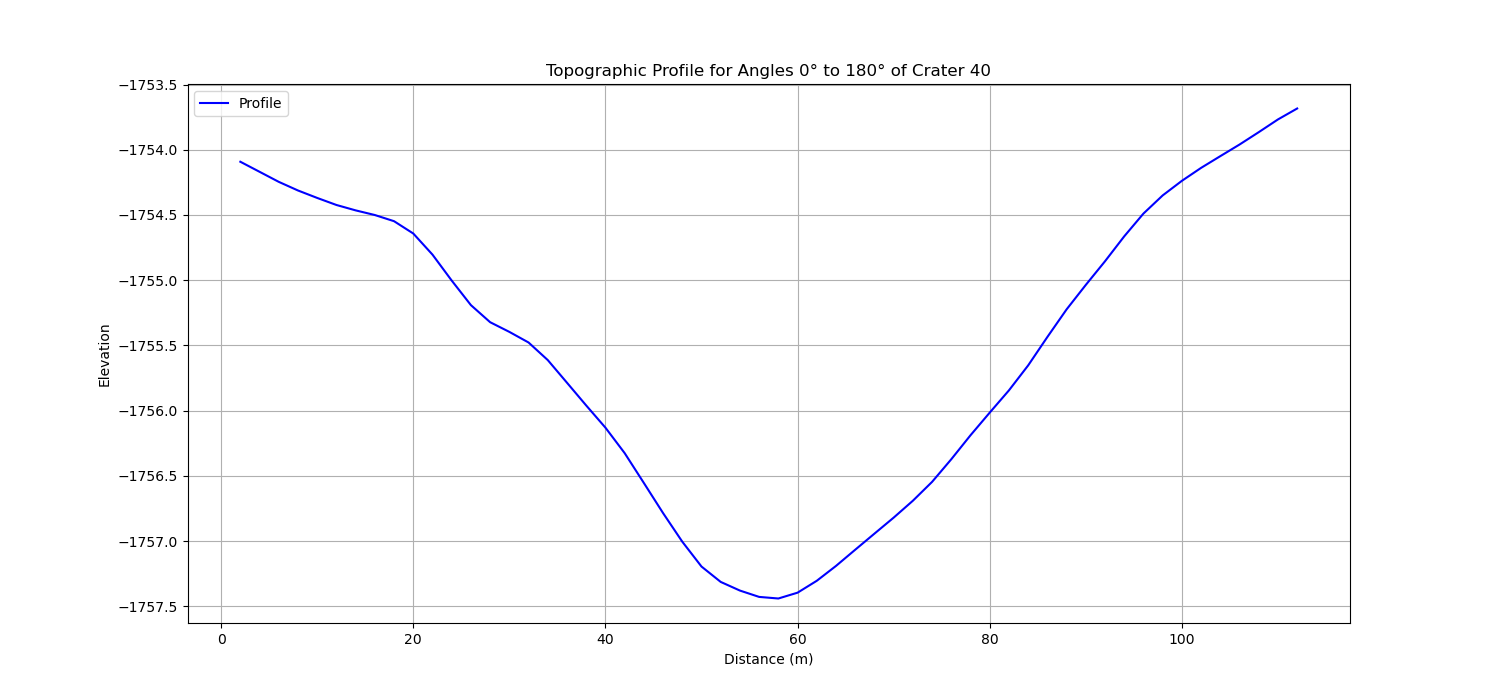 Topographic Profile for Angles 0° to 180° of Crater 40
Profile
−1753.5
−1754.0
−1754.5
−1755.0
−1755.5
−1756.0
−1756.5
−1757.0
−1757.5
Elevation
0 20 40 60 80 100
Distance (m)